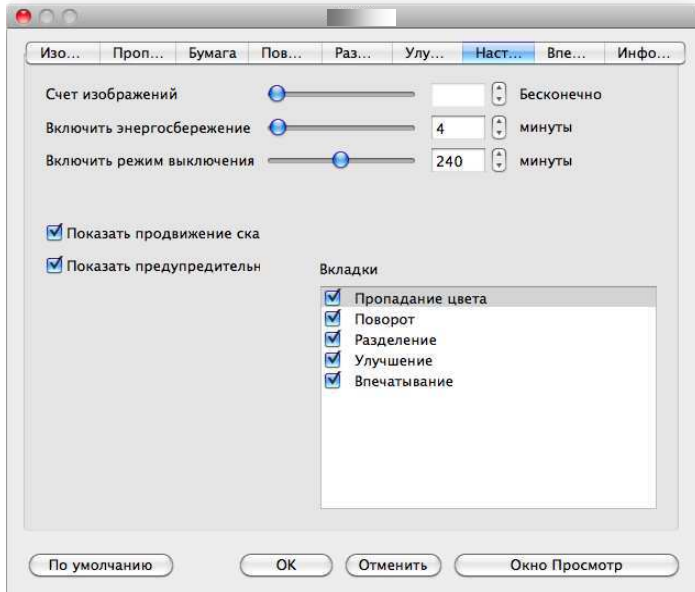 Изо... Проп... Бумага Пов... Раз... Улу... Наст... Впе... Инфо...
Счет изображений Бесконечно
Включить энергосбережение 4 минуты
Включить режим выключения 240 минуты
Показать продвижение ска
Показать предупредительн
Вкладки
Пропадание цвета
Поворот
Разделение
Улучшение
Впечатывание
По умолчанию OK Отменить Окно Просмотр